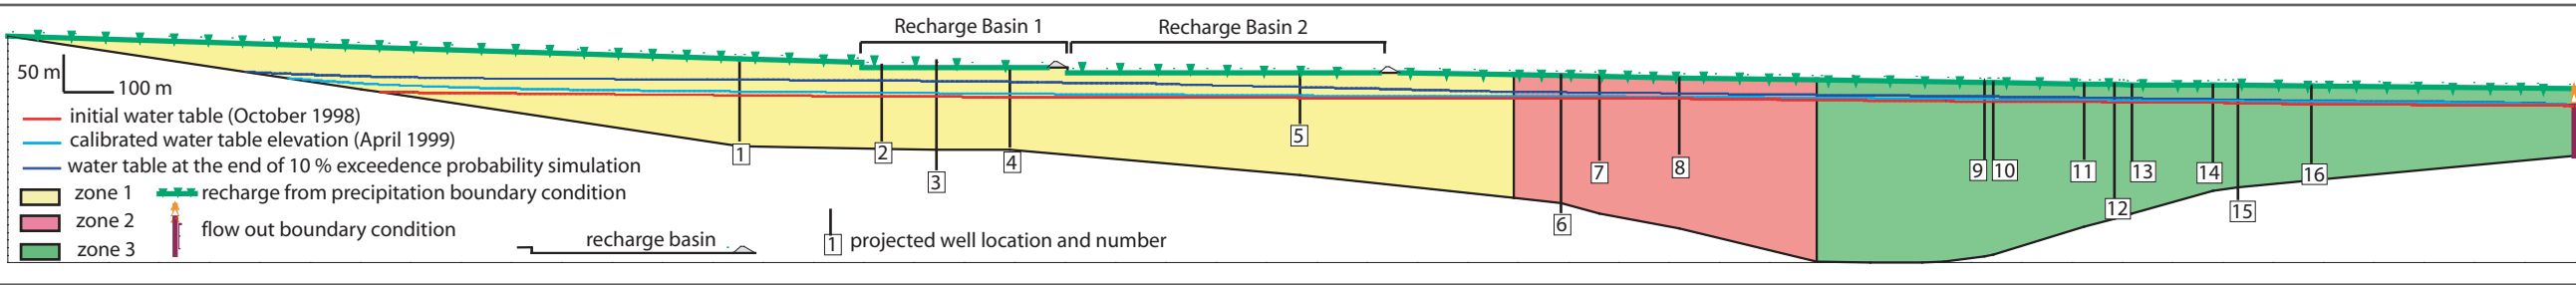 Recharge Basin 1
Recharge Basin 2
50 m
100 m
initial water table (October 1998)
calibrated water table elevation (April 1999)
water table at the end of 10 % exceedence probability simulation
zone 1
recharge from precipitation boundary condition
zone 2
flow out boundary condition
zone 3
recharge basin
1 projected well location and number
1
2
3
4
5
6
7
8
9
10
11
12
13
14
15
16